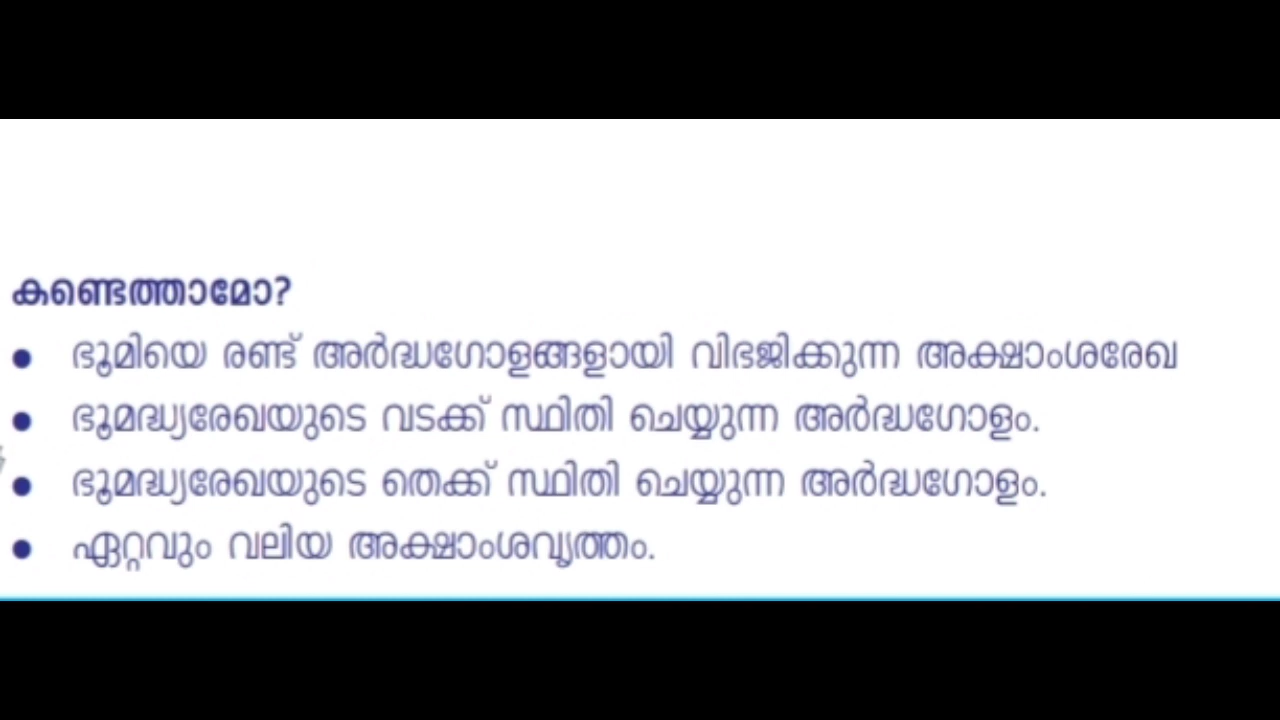 കണ്ടെത്താമോ?
● ഭൂമിയെ രണ്ട് അർദ്ധഗോളങ്ങളായി വിഭജിക്കുന്ന അക്ഷാംശരേഖ
● ഭൂമദ്ധ്യരേഖയുടെ വടക്ക് സ്ഥിതി ചെയ്യുന്ന അർദ്ധഗോളം.
● ഭൂമദ്ധ്യരേഖയുടെ തെക്ക് സ്ഥിതി ചെയ്യുന്ന അർദ്ധഗോളം.
● ഏറ്റവും വലിയ അക്ഷാംശവൃത്തം.